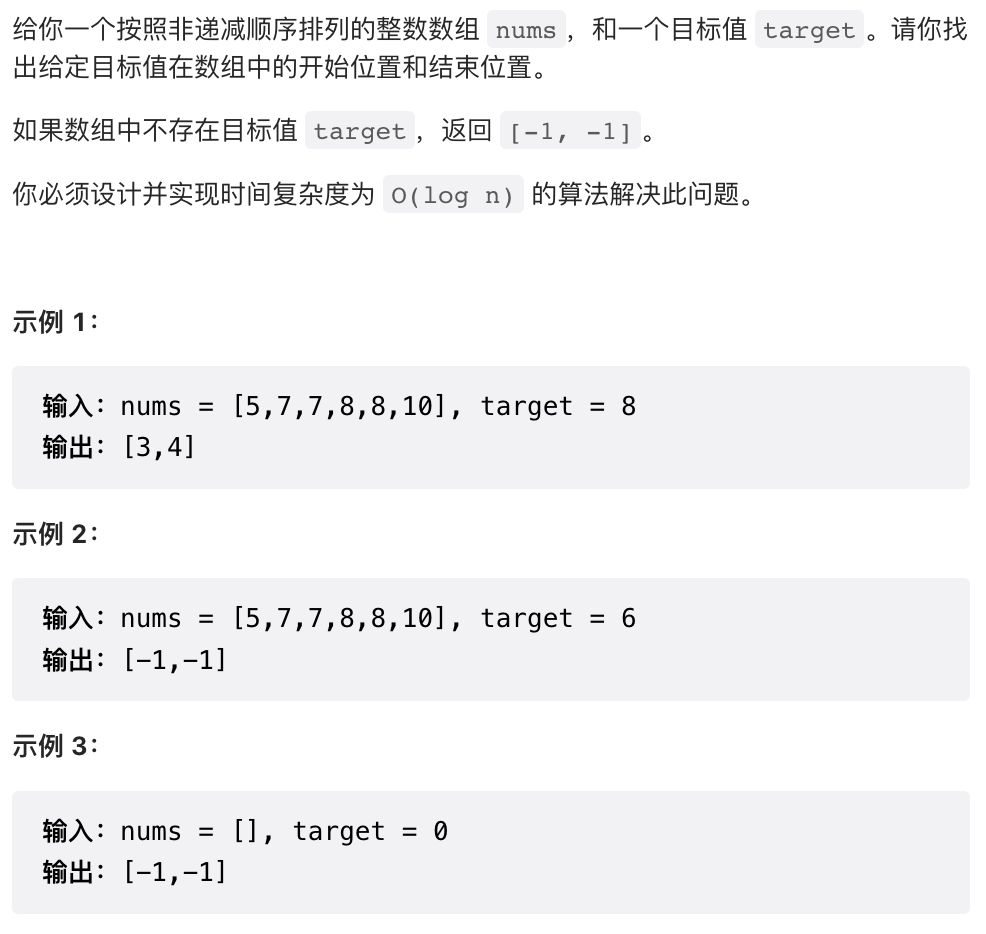 给你一个按照非递减顺序排列的整数数组 nums，和一个目标值 target。请你找
出给定目标值在数组中的开始位置和结束位置。
如果数组中不存在目标值 target，返回 [-1, -1]。
你必须设计并实现时间复杂度为 O(log n) 的算法解决此问题。
示例 1：
输入：nums = [5,7,7,8,8,10], target = 8
输出：[3,4]
示例 2：
输入：nums = [5,7,7,8,8,10], target = 6
输出：[-1,-1]
示例 3：
输入：nums = [], target = 0
输出：[-1,-1]